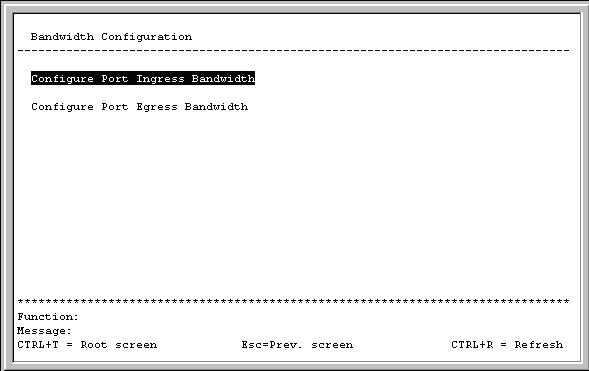 Bandwidth Configuration
-------------------------------------------------------------------------------
Configure Port Ingress Bandwidth
Configure Port Egress Bandwidth
*******************************************************************************
Function:
Message:
CTRL+T = Root screen Esc=Prev. screen CTRL+R = Refresh